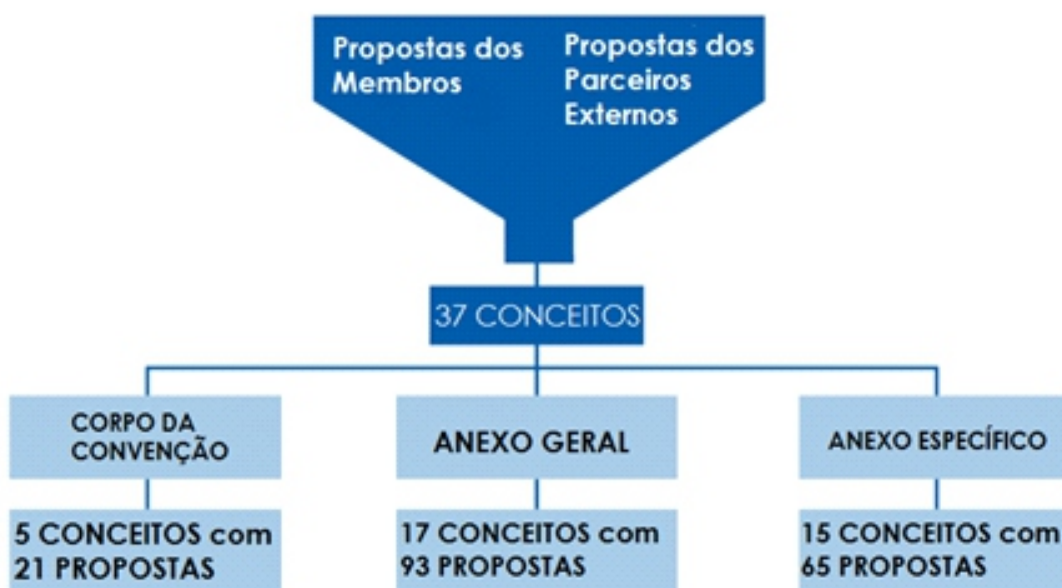 Propostas dos
Membros
Propostas dos
Parceiros
Externos
37 CONCEITOS
CORPO DA
CONVENÇÃO
ANEXO GERAL
ANEXO ESPECÍFICO
5 CONCEITOS com
21 PROPOSTAS
17 CONCEITOS com
93 PROPOSTAS
15 CONCEITOS com
65 PROPOSTAS